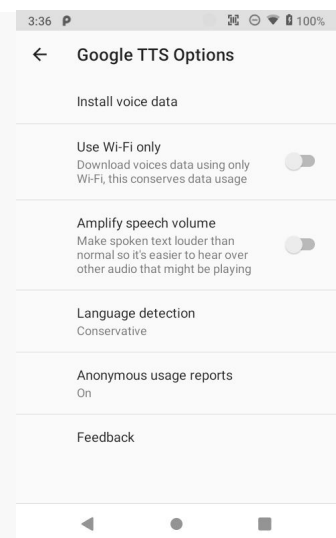 3:36 P 100%
Google TTS Options
Install voice data
Use Wi-Fi only
Download voices data using only
Wi-Fi, this conserves data usage
Amplify speech volume
Make spoken text louder than
normal so it's easier to hear over
other audio that might be playing
Language detection
Conservative
Anonymous usage reports
On
Feedback